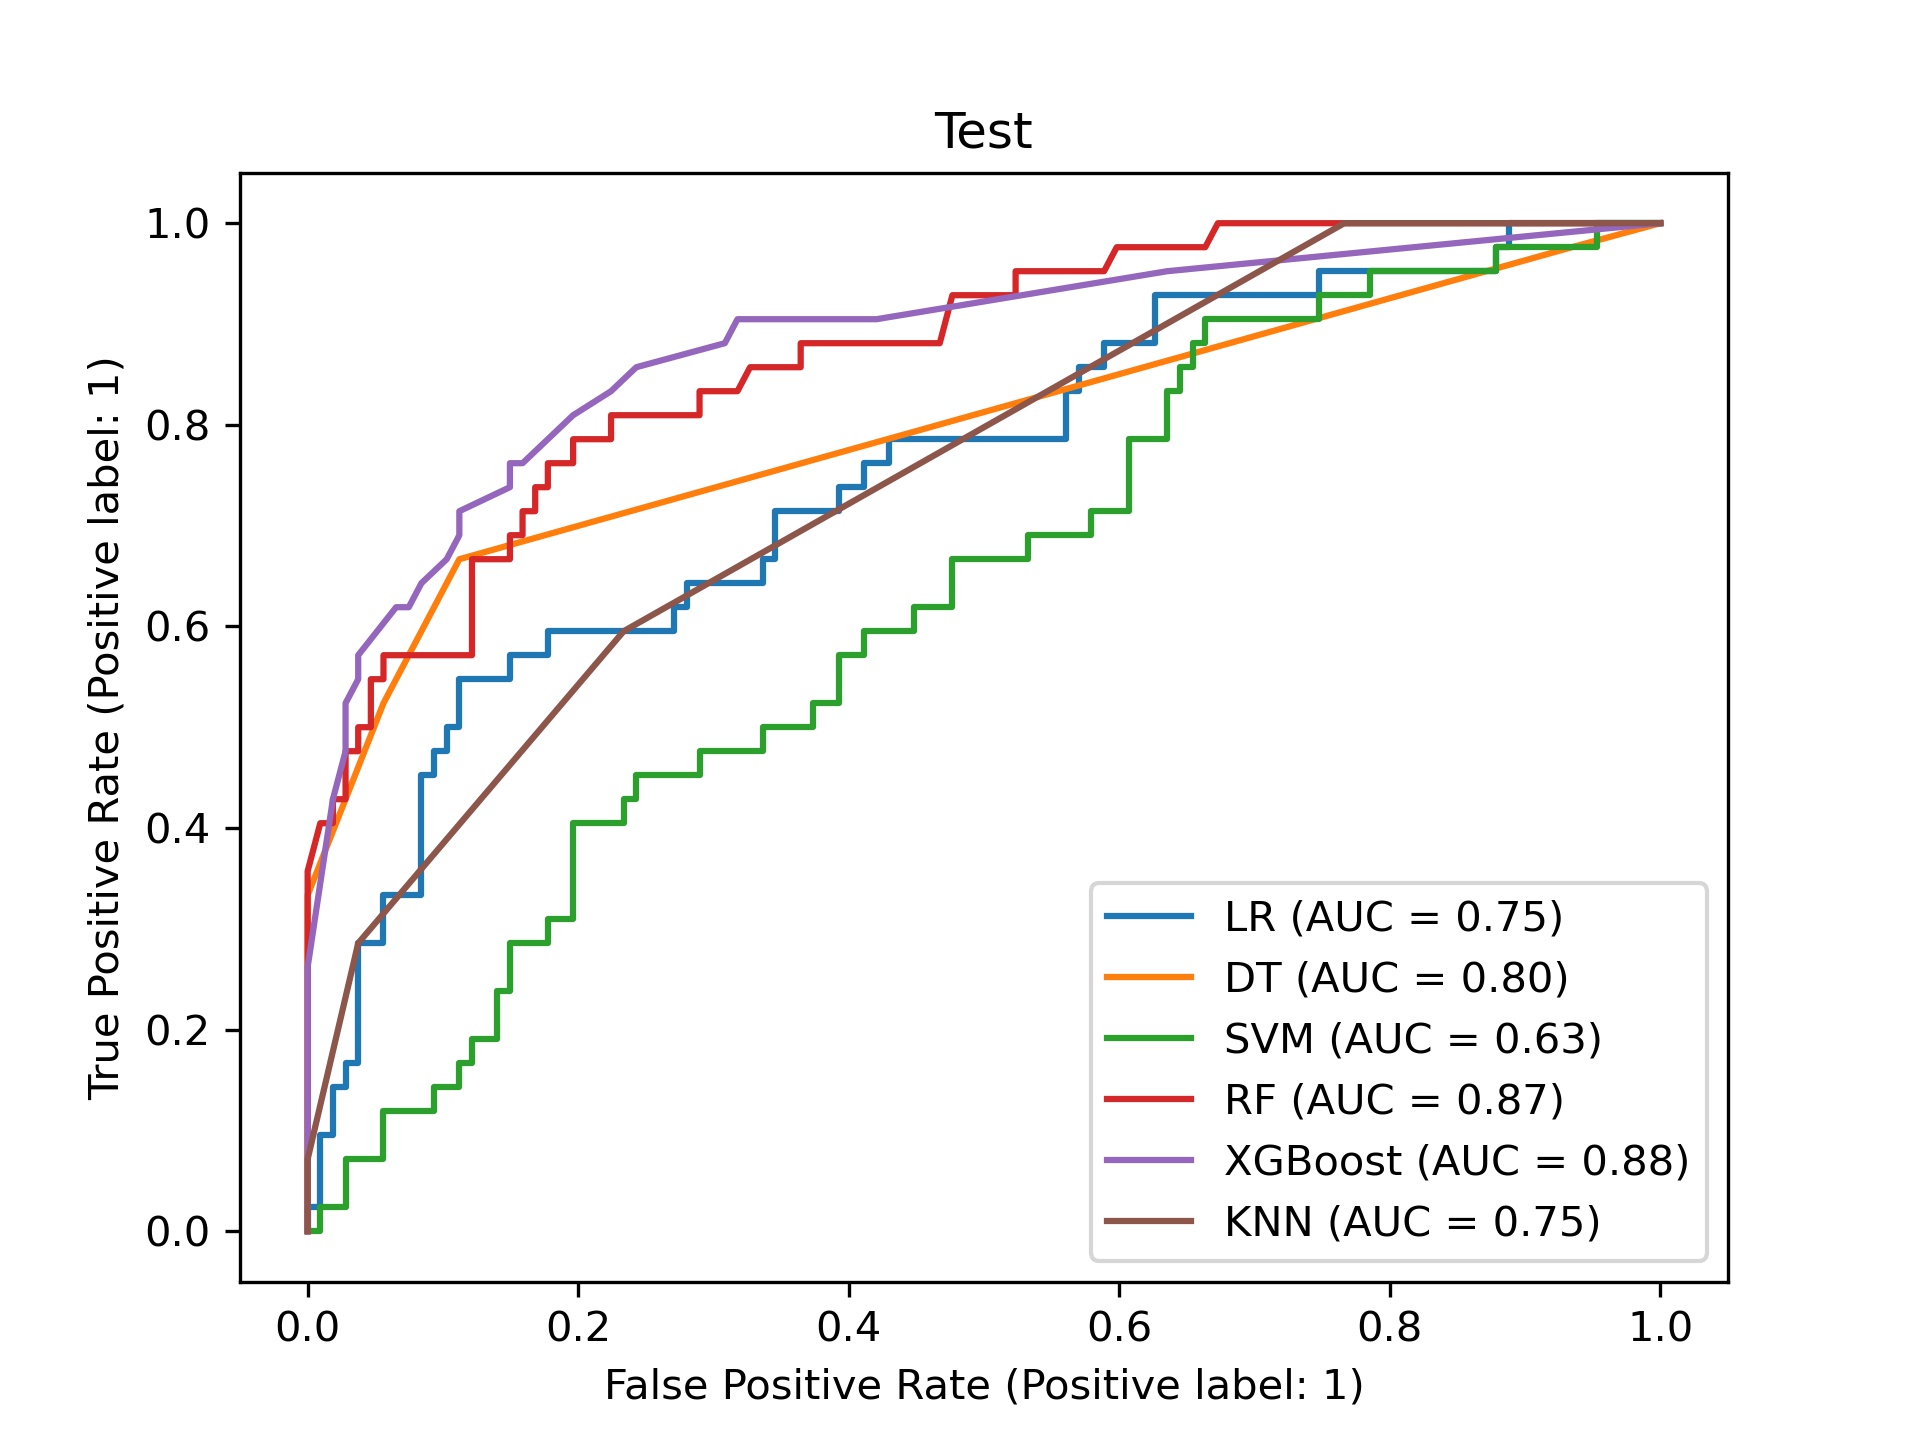 Test
True Positive Rate (Positive label: 1)
1.0
0.8
0.6
0.4
0.2
0.0
LR (AUC = 0.75)
DT (AUC = 0.80)
SVM (AUC = 0.63)
RF (AUC = 0.87)
XGBoost (AUC = 0.88)
KNN (AUC = 0.75)
0.0 0.2 0.4 0.6 0.8 1.0
False Positive Rate (Positive label: 1)